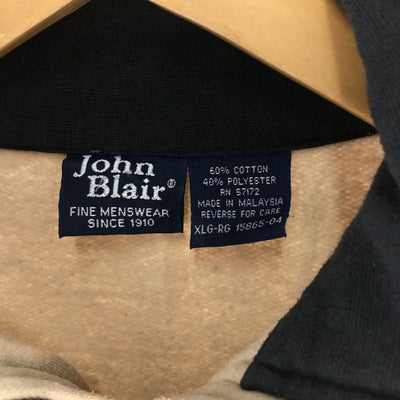 John
Blair®
FINE MENSWEAR
SINCE 1910
60% COTTON
40% POLYESTER
RN 57172
MADE IN MALAYSIA
REVERSE FOR CARE
XLG-RG 15865-04